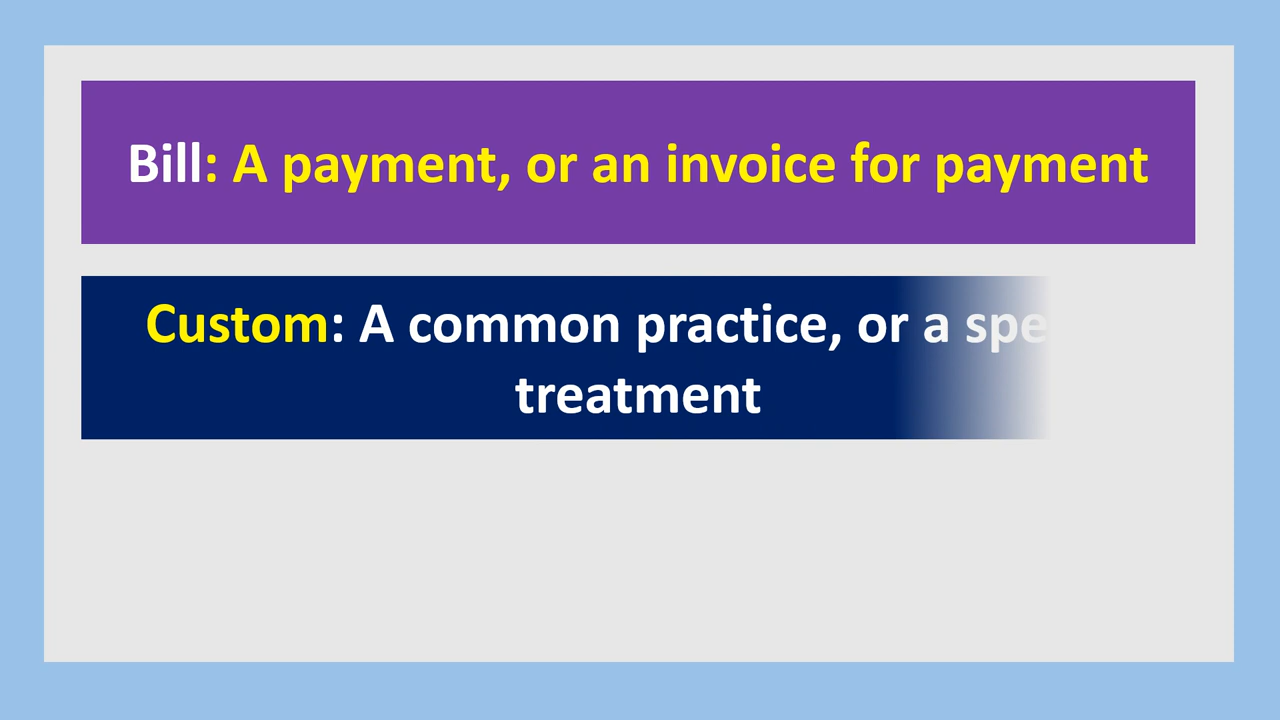 Bill: A payment, or an invoice for payment
Custom: A common practice, or a
treatment